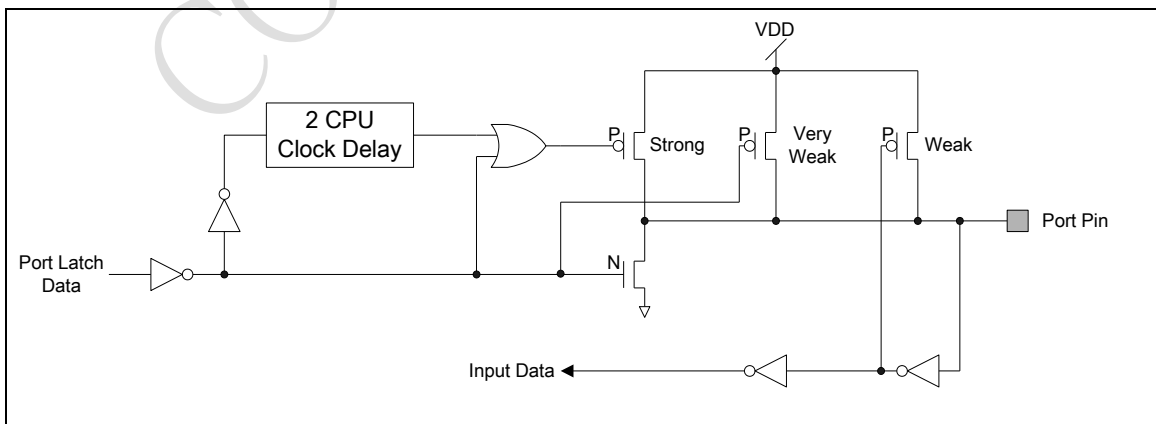 VDD
2 CPU
Clock Delay
P
Strong
P
Very
Weak
P
Weak
Port Pin
Port Latch
Data
N
Input Data